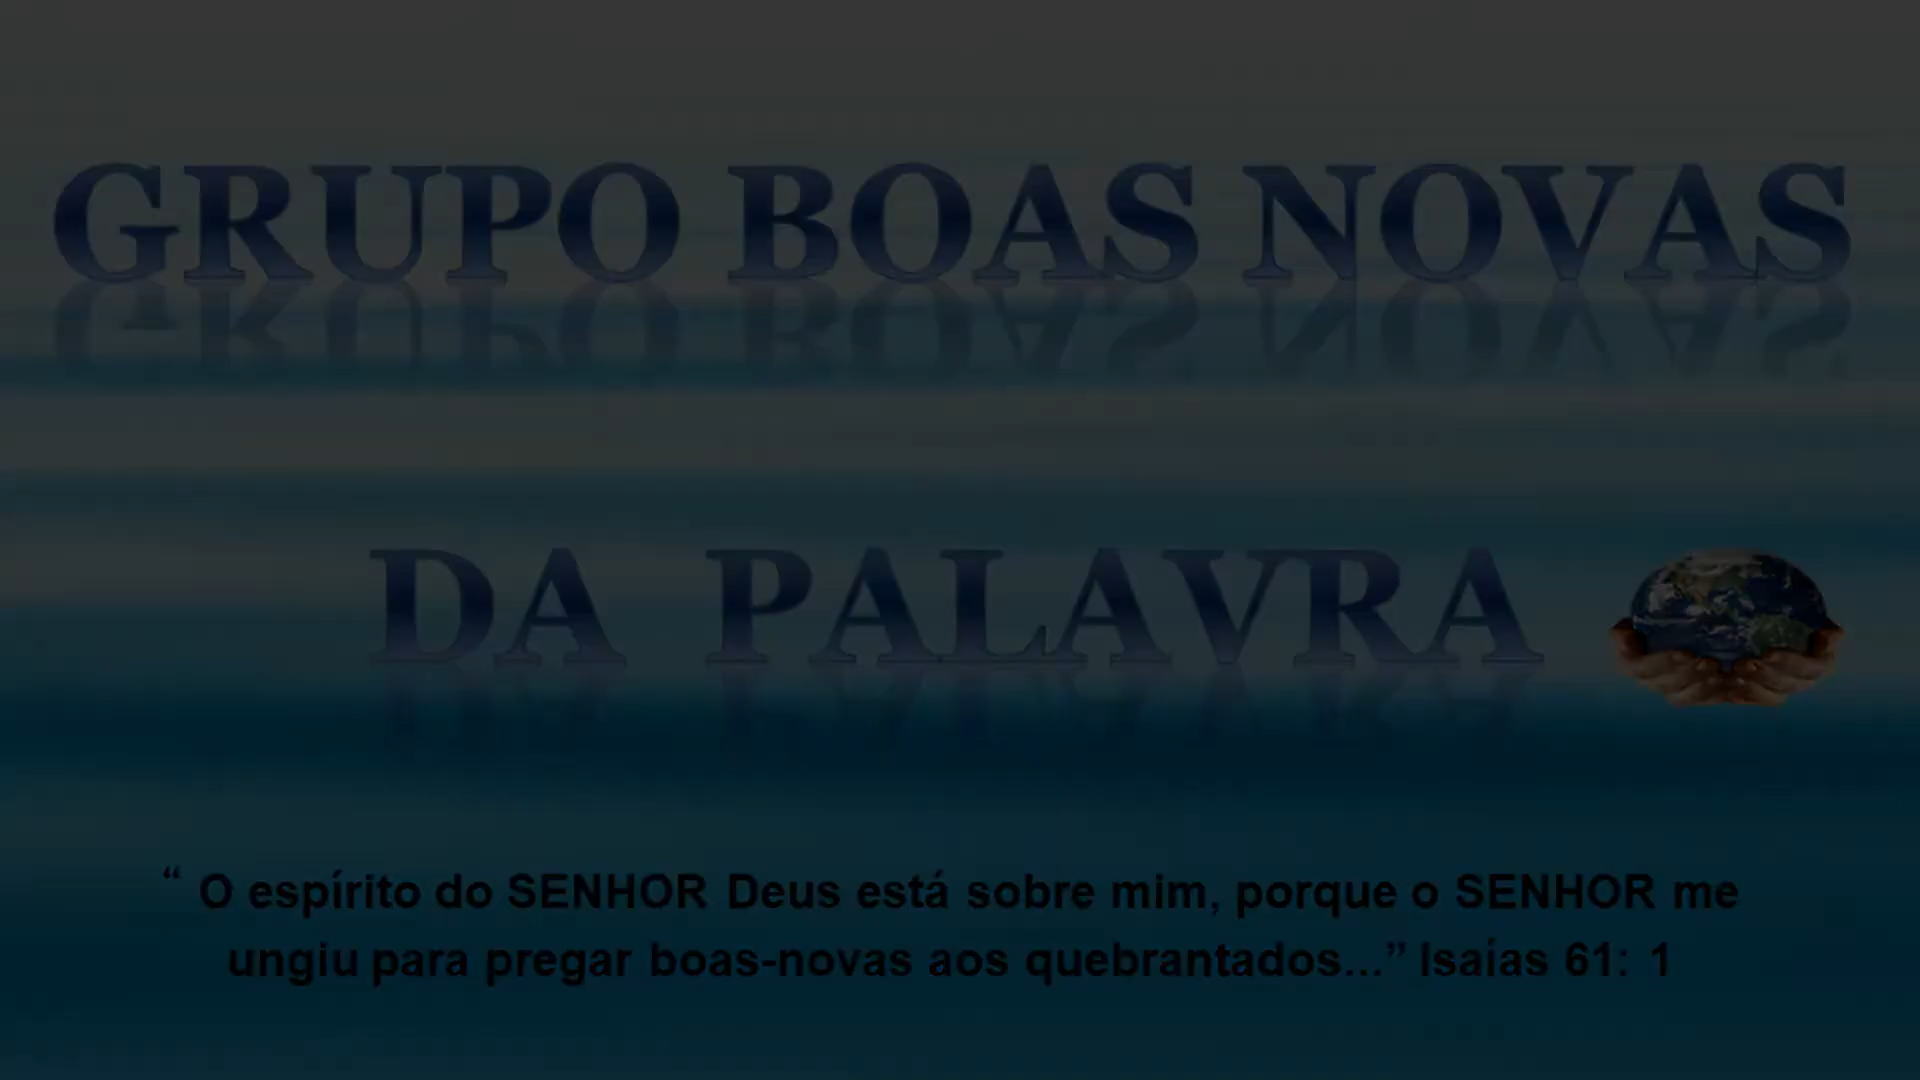 GRUPO BOAS NOVAS
DA PALAVRA
“ O espírito do SENHOR Deus está sobre mim, porque o SENHOR me
ungiu para pregar boas-novas aos quebrantados...” Isaías 61: 1